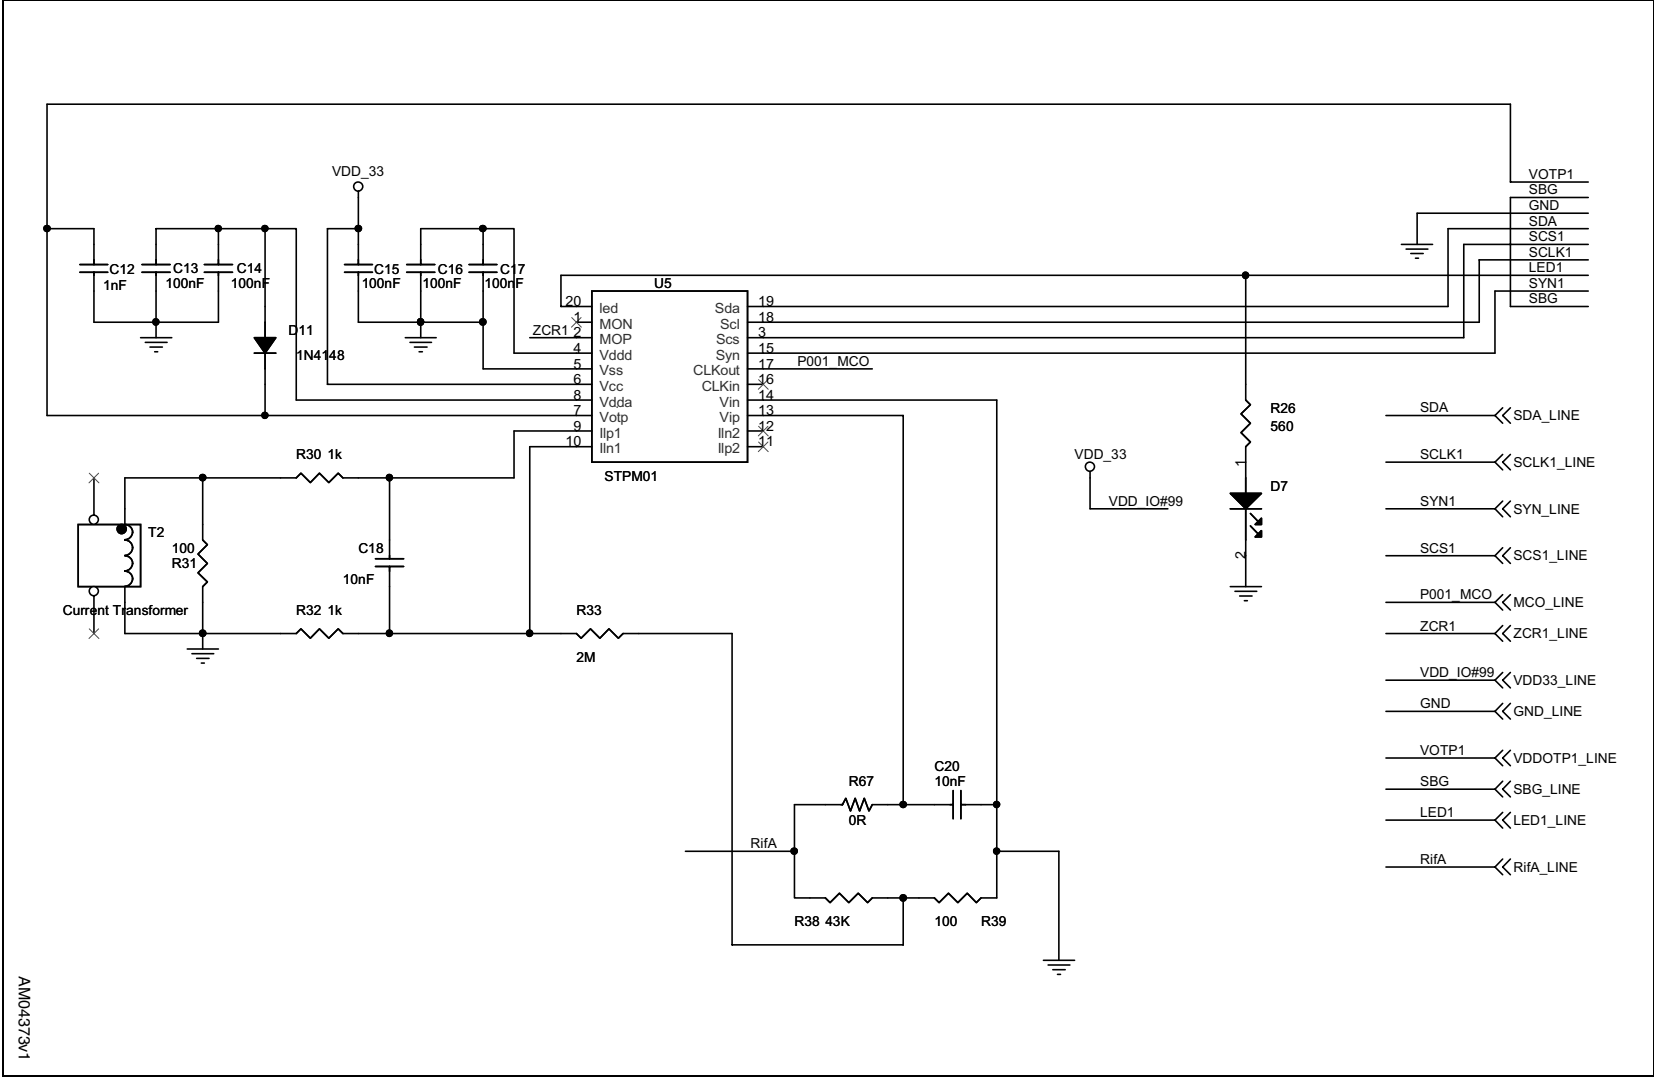 VDD_33
VOTP1
SBG
GND
SDA
SCS1
SCLK1
LED1
SYN1
SBG
C12
1nF
C13
100nF
C14
100nF
C15
100nF
C16
100nF
C17
100nF
D11
1N4148
U5
ZCR1
20 led Sda 19
1 MON Scl 18
2 MOP Scs 3
4 Vddd Syn 15
5 Vss CLKout 17
6 Vcc CLKin 16
8 Vdda Vin 14
7 Votp Vip 13
9 IIp1 IIn2 12
10 IIn1 IIp2 11
STPM01
P001_MCO
R26
560
1
D7
2
VDD_33
VDD_IO#99
R30 1k
T2
100
R31
C18
10nF
Current Transformer
R32 1k
R33
2M
R67
0R
C20
10nF
RifA
R38 43K
100 R39
SDA SDA_LINE
SCLK1 SCLK1_LINE
SYN1 SYN_LINE
SCS1 SCS1_LINE
P001_MCO MCO_LINE
ZCR1 ZCR1_LINE
VDD_IO#99 VDD33_LINE
GND GND_LINE
VOTP1 VDDOTP1_LINE
SBG SBG_LINE
LED1 LED1_LINE
RifA RifA_LINE
AM04373v1